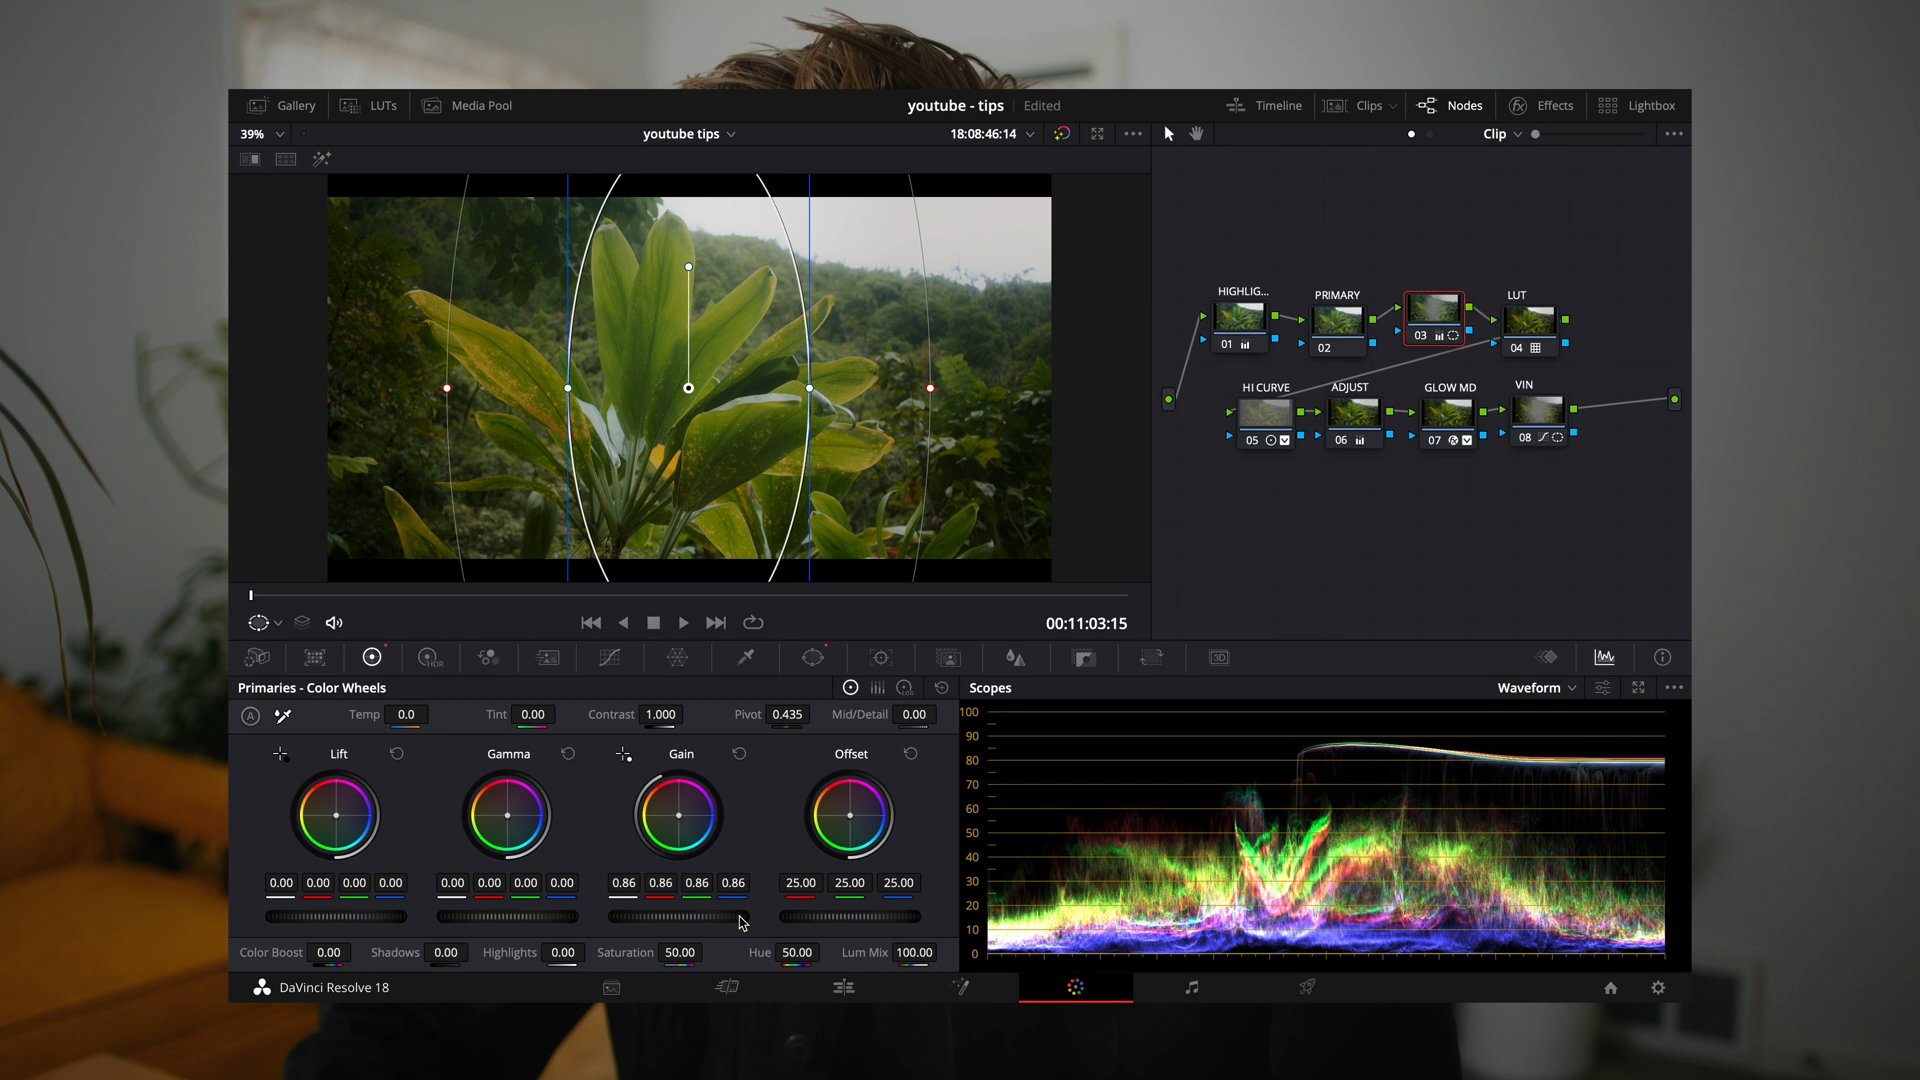 Gallery LUTs Media Pool youtube - tips Edited Timeline Clips Nodes Effects Lightbox
39% youtube tips 18:08:46:14 Clip
HIGHLIG... PRIMARY LUT
01 02 03 04
HI CURVE ADJUST GLOW MD VIN
05 06 07 08
00:11:03:15
HDR 3D
Primaries - Color Wheels LOG Scopes Waveform
A Temp 0.0 Tint 0.00 Contrast 1.000 Pivot 0.435 Mid/Detail 0.00
Lift Gamma Gain Offset
0.00 0.00 0.00 0.00 0.00 0.00 0.00 0.00 0.86 0.86 0.86 0.86 25.00 25.00 25.00
Color Boost 0.00 Shadows 0.00 Highlights 0.00 Saturation 50.00 Hue 50.00 Lum Mix 100.00
100
90
80
70
60
50
40
30
20
10
0
DaVinci Resolve 18